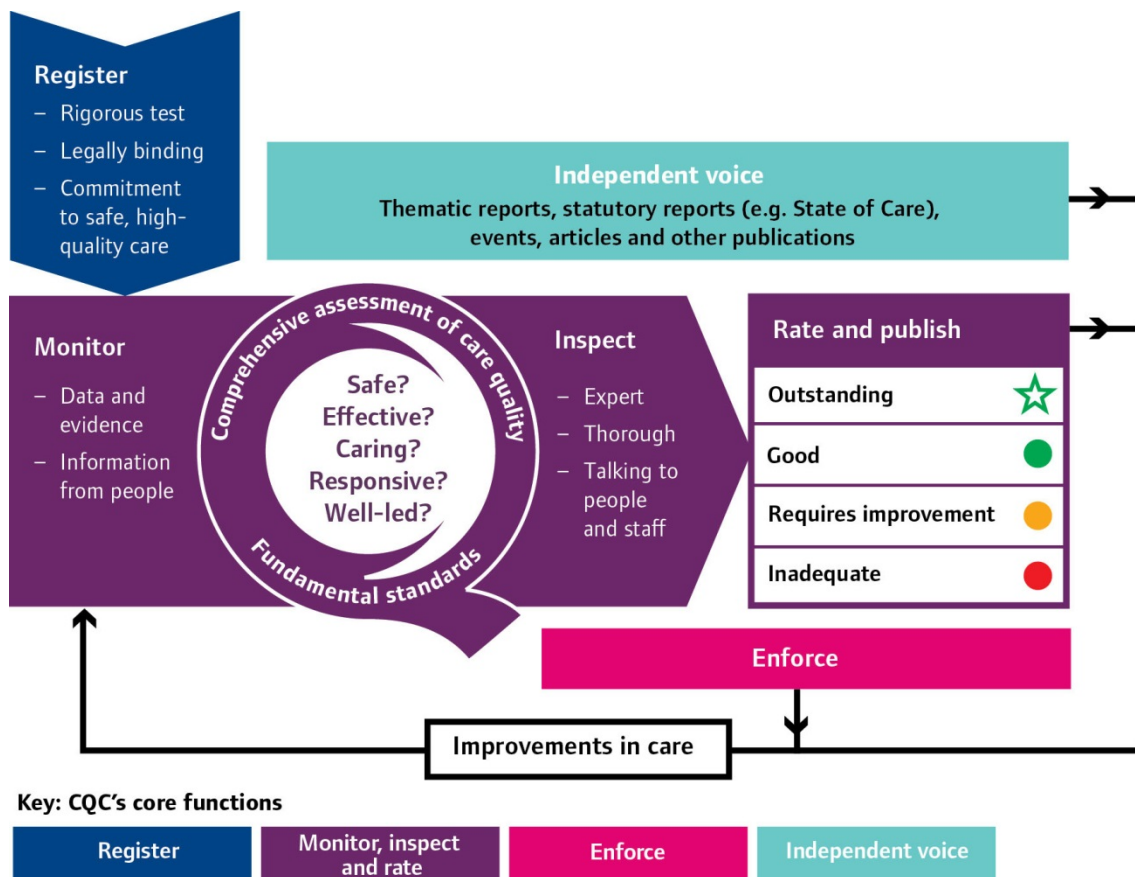 Register
– Rigorous test
– Legally binding
– Commitment
to safe, high-
quality care
Independent voice
Thematic reports, statutory reports (e.g. State of Care),
events, articles and other publications
Monitor
– Data and
evidence
– Information
from people
Comprehensive assessment of care quality
Safe?
Effective?
Caring?
Responsive?
Well-led?
Fundamental standards
Inspect
– Expert
– Thorough
– Talking to
people
and staff
Rate and publish
Outstanding
Good
Requires improvement
Inadequate
Enforce
Improvements in care
Key: CQC's core functions
Register
Monitor, inspect
and rate
Enforce
Independent voice